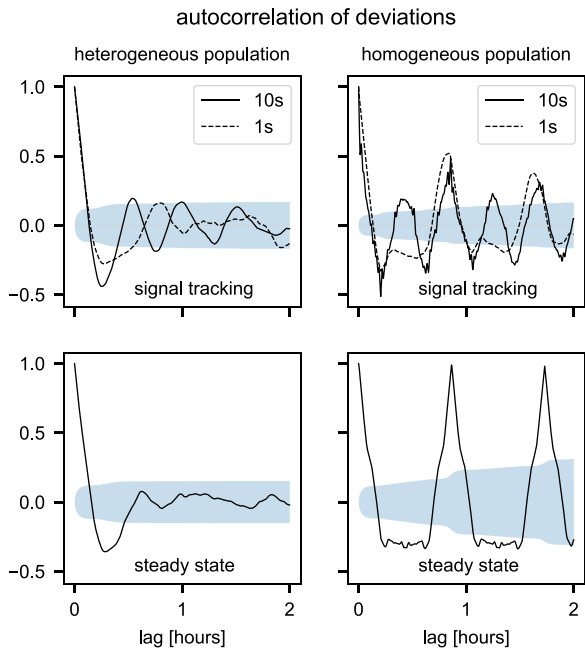 autocorrelation of deviations
heterogeneous population
homogeneous population
1.0
0.5
0.0
−0.5
10s
1s
signal tracking
10s
1s
signal tracking
1.0
0.5
0.0
−0.5
steady state
steady state
0
1
2
0
1
2
lag [hours]
lag [hours]